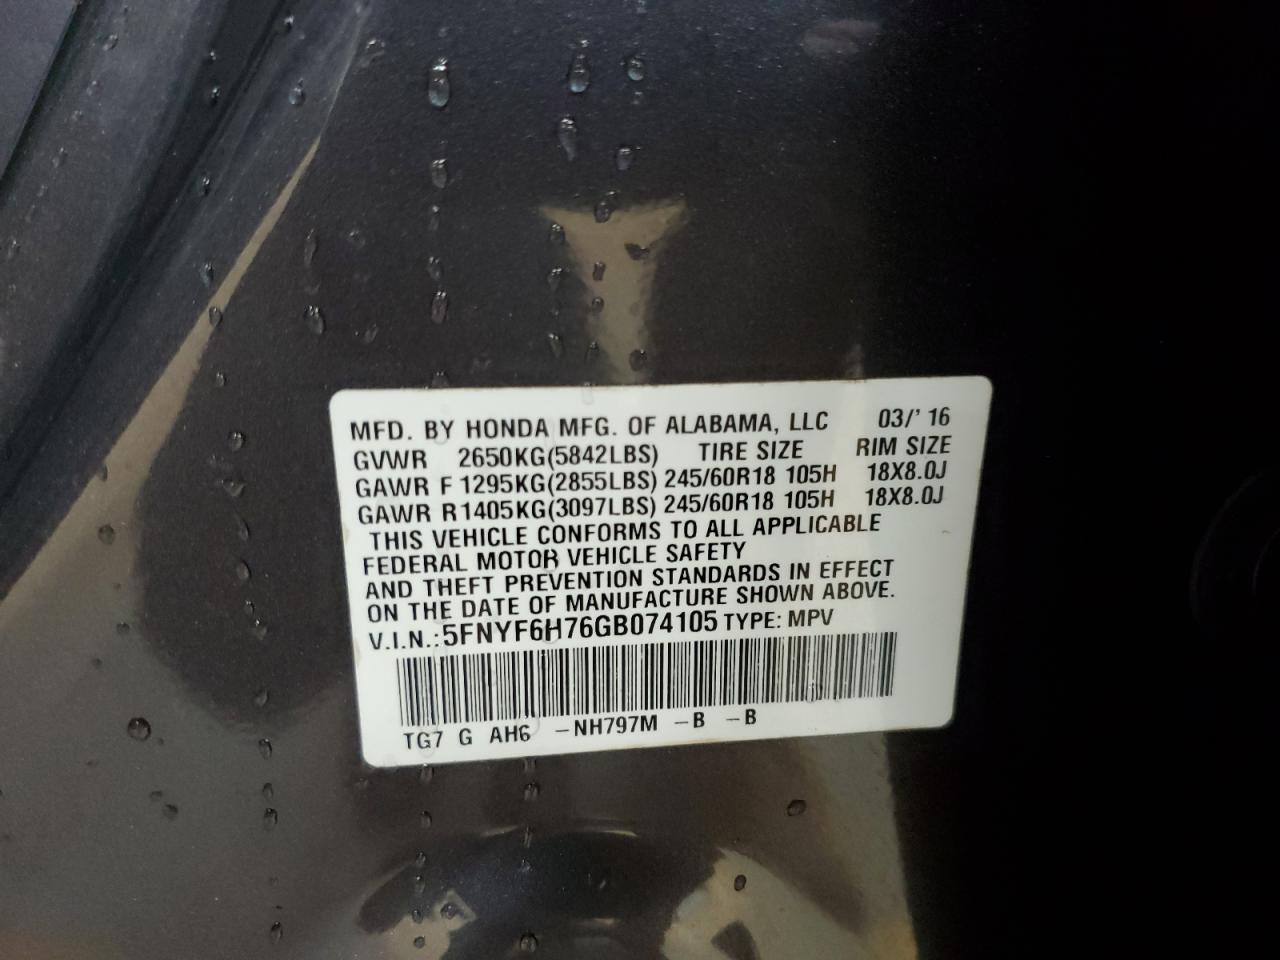 MFD. BY HONDA MFG. OF ALABAMA, LLC 03/'16
GVWR 2650KG(5842LBS) TIRE SIZE RIM SIZE
GAWR F 1295KG(2855LBS) 245/60R18 105H 18X8.0J
GAWR R1405KG(3097LBS) 245/60R18 105H 18X8.0J
THIS VEHICLE CONFORMS TO ALL APPLICABLE
FEDERAL MOTOR VEHICLE SAFETY
AND THEFT PREVENTION STANDARDS IN EFFECT
ON THE DATE OF MANUFACTURE SHOWN ABOVE.
V.I.N.:5FNYF6H76GB074105 TYPE: MPV
TG7 G AH6 -NH797M -B -B